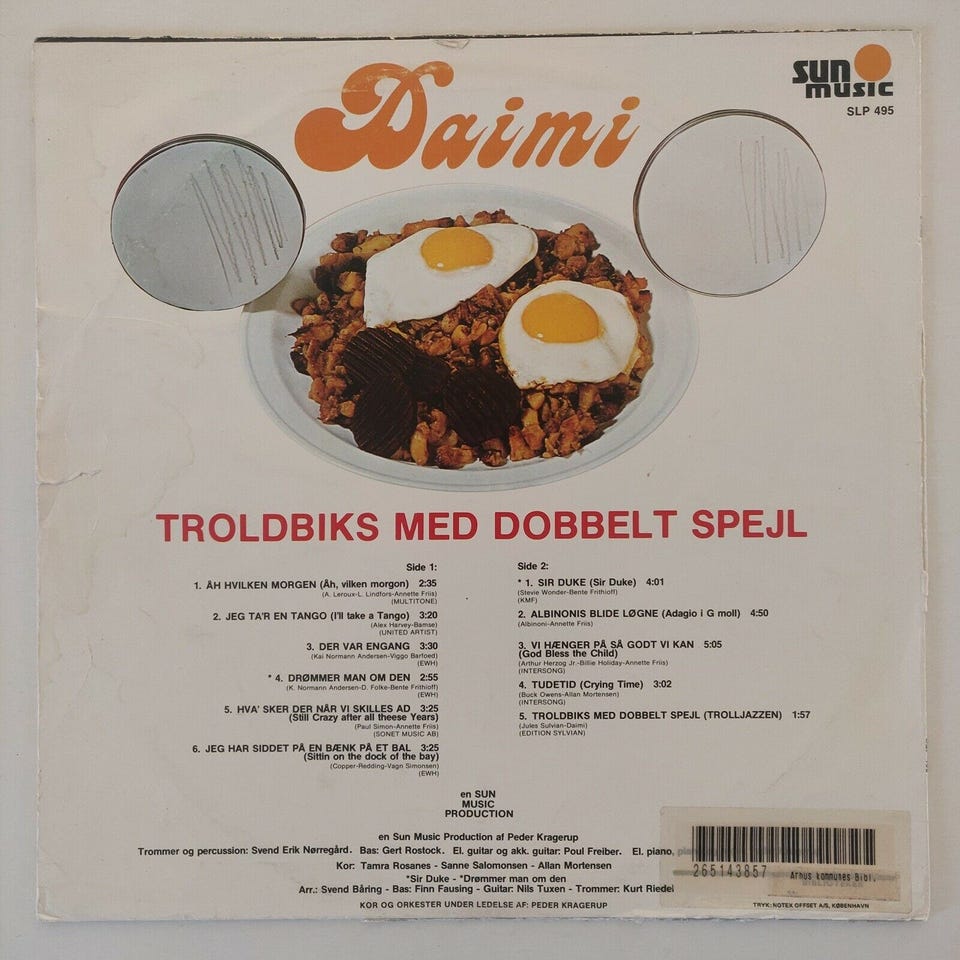 Daimi
sun music
SLP 495
TROLDBIKS MED DOBBELT SPEJL
Side 1:
1. ÅH HVILKEN MORGEN (Åh, vilken morgon) 2:35
(A. Leroux-L. Lindfors-Annette Friis)
(MULTITONE)
2. JEG TA'R EN TANGO (I'll take a Tango) 3:20
(Alex Harvey-Bamse)
(UNITED ARTIST)
3. DER VAR ENGANG 3:30
(Kai Normann Andersen-Viggo Barfoed)
(EWH)
* 4. DRØMMER MAN OM DEN 2:55
(K. Normann Andersen-D. Folke-Bente Frithioff)
(EWH)
5. HVA' SKER DER NÅR VI SKILLES AD 3:25
(Still Crazy after all theese Years)
(Paul Simon-Annette Friis)
(SONET MUSIC AB)
6. JEG HAR SIDDET PÅ EN BÆNK PÅ ET BAL 3:25
(Sittin on the dock of the bay)
(Copper-Redding-Vagn Simonsen)
(EWH)
Side 2:
* 1. SIR DUKE (Sir Duke) 4:01
(Stevie Wonder-Bente Frithioff)
(KMF)
2. ALBINONIS BLIDE LØGNE (Adagio i G moll) 4:50
(Albinoni-Annette Friis)
3. VI HÆNGER PÅ SÅ GODT VI KAN 5:05
(God Bless the Child)
(Arthur Herzog Jr.-Billie Holiday-Annette Friis)
(INTERSONG)
4. TUDETID (Crying Time) 3:02
(Buck Owens-Allan Mortensen)
(INTERSONG)
5. TROLDBIKS MED DOBBELT SPEJL (TROLLJAZZEN) 1:57
(Jules Sylvian-Daimi)
(EDITION SYLVIAN)
en SUN
MUSIC
PRODUCTION
en Sun Music Production af Peder Kragerup
Trommer og percussion: Svend Erik Nørregård. Bas: Gert Rostock. El. guitar og akk. guitar: Poul Freiber. El. piano,
Kor: Tamra Rosanes - Sanne Salomonsen - Allan Mortensen
*Sir Duke - *Drømmer man om den
Arr.: Svend Båring - Bas: Finn Fausing - Guitar: Nils Tuxen - Trommer: Kurt Riedel
KOR OG ORKESTER UNDER LEDELSE AF: PEDER KRAGERUP
265143857
Århus kommunes Bibl.
BIBLIOTEKER
TRYK: NOTEX OFFSET A/S, KØBENHAVN